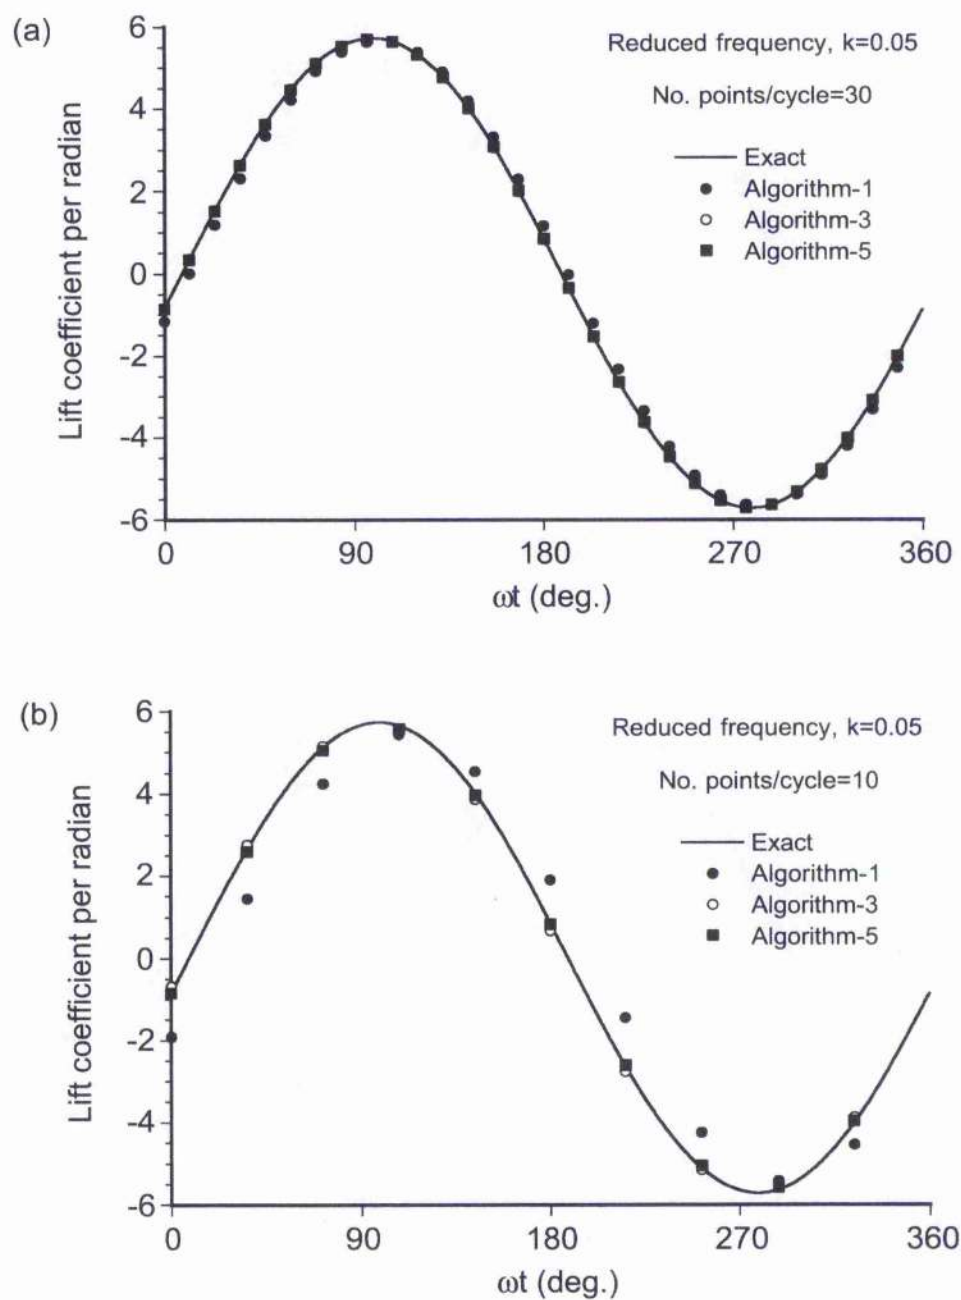 (a)
6
4
2
0
-2
-4
-6
Lift coefficient per radian
Reduced frequency, k=0.05
No. points/cycle=30
Exact
Algorithm-1
Algorithm-3
Algorithm-5
0 90 180 270 360
ωt (deg.)
(b)
6
4
2
0
-2
-4
-6
Lift coefficient per radian
Reduced frequency, k=0.05
No. points/cycle=10
Exact
Algorithm-1
Algorithm-3
Algorithm-5
0 90 180 270 360
ωt (deg.)